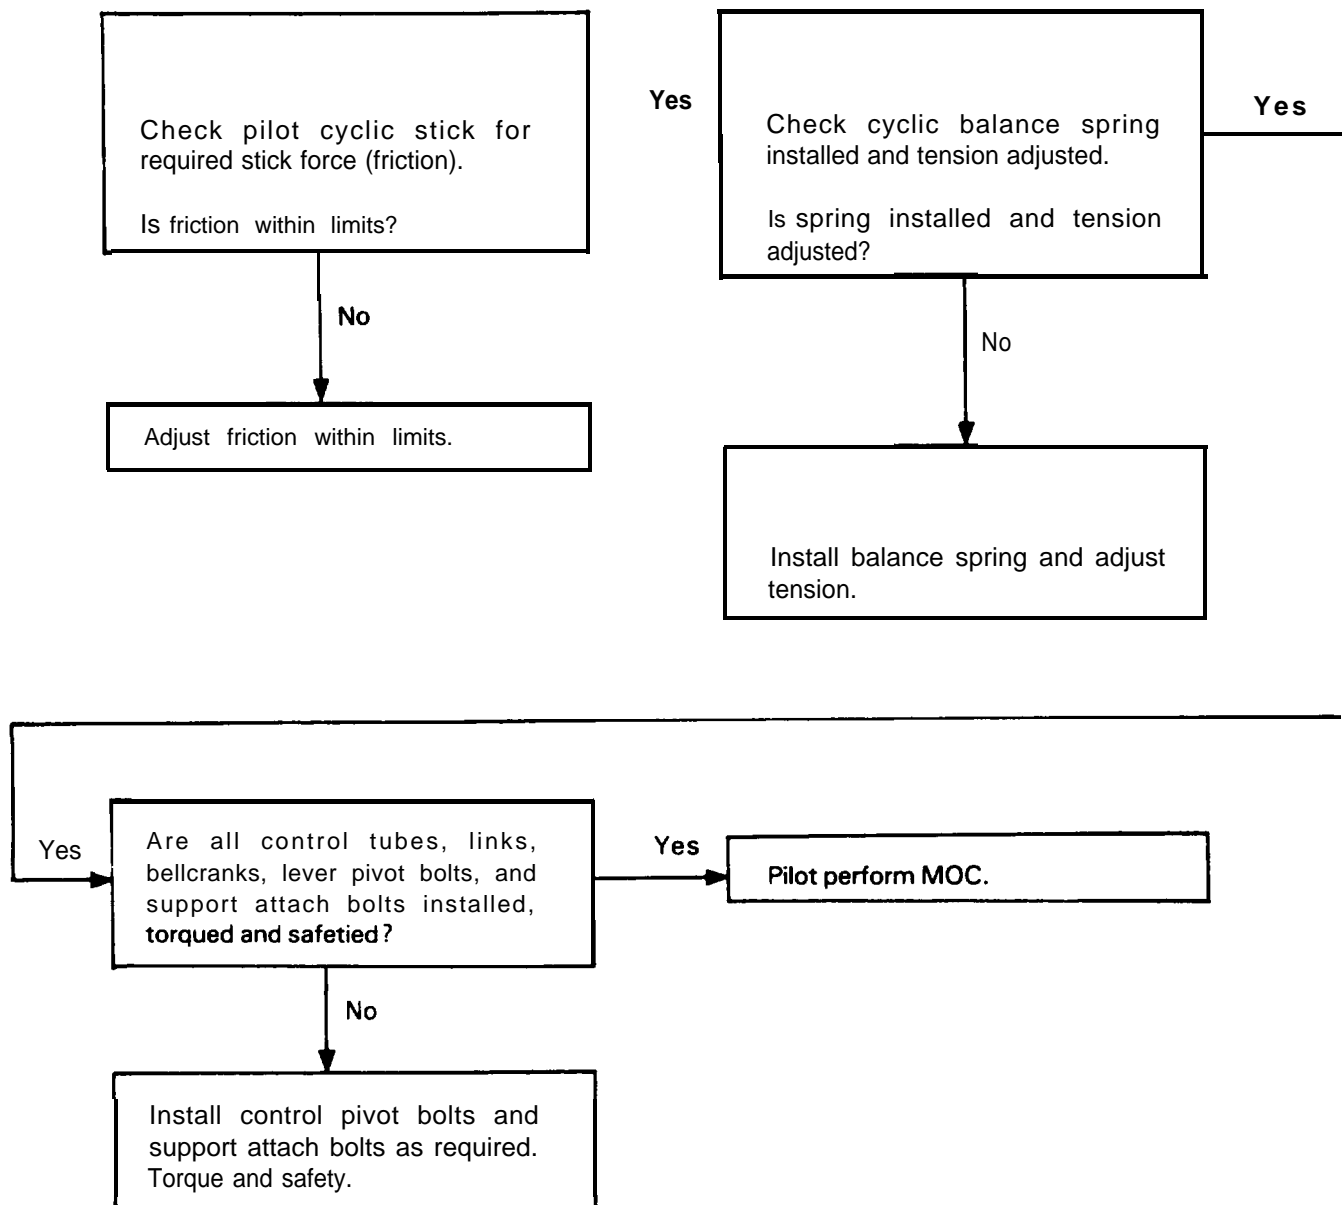 Check pilot cyclic stick for
required stick force (friction).
Is friction within limits?
No
Adjust friction within limits.
Yes
Check cyclic balance spring
installed and tension adjusted.
Is spring installed and tension
adjusted?
Yes
No
Install balance spring and adjust
tension.
Yes
Are all control tubes, links,
bellcranks, lever pivot bolts, and
support attach bolts installed,
torqued and safetied?
Yes
Pilot perform MOC.
No
Install control pivot bolts and
support attach bolts as required.
Torque and safety.